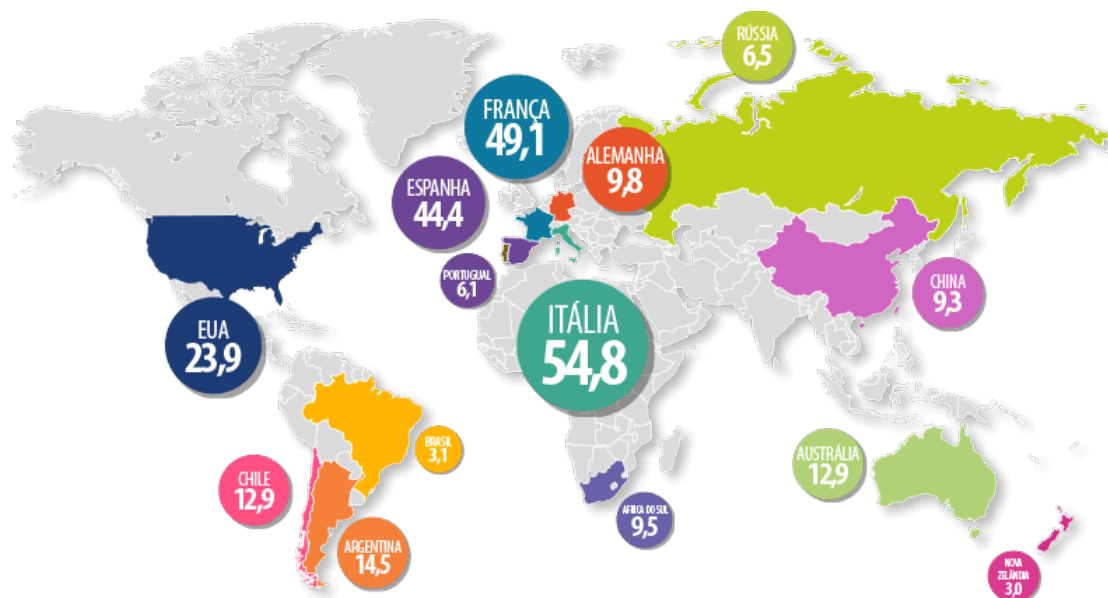 RÚSSIA
6,5
FRANÇA
49,1
ALEMANHA
9,8
ESPANHA
44,4
PORTUGUAL
6,1
CHINA
9,3
ITÁLIA
54,8
EUA
23,9
BRASIL
3,1
AUSTRÁLIA
12,9
CHILE
12,9
ÁFRICA DO SUL
9,5
ARGENTINA
14,5
NOVA
ZELÂNDIA
3,0